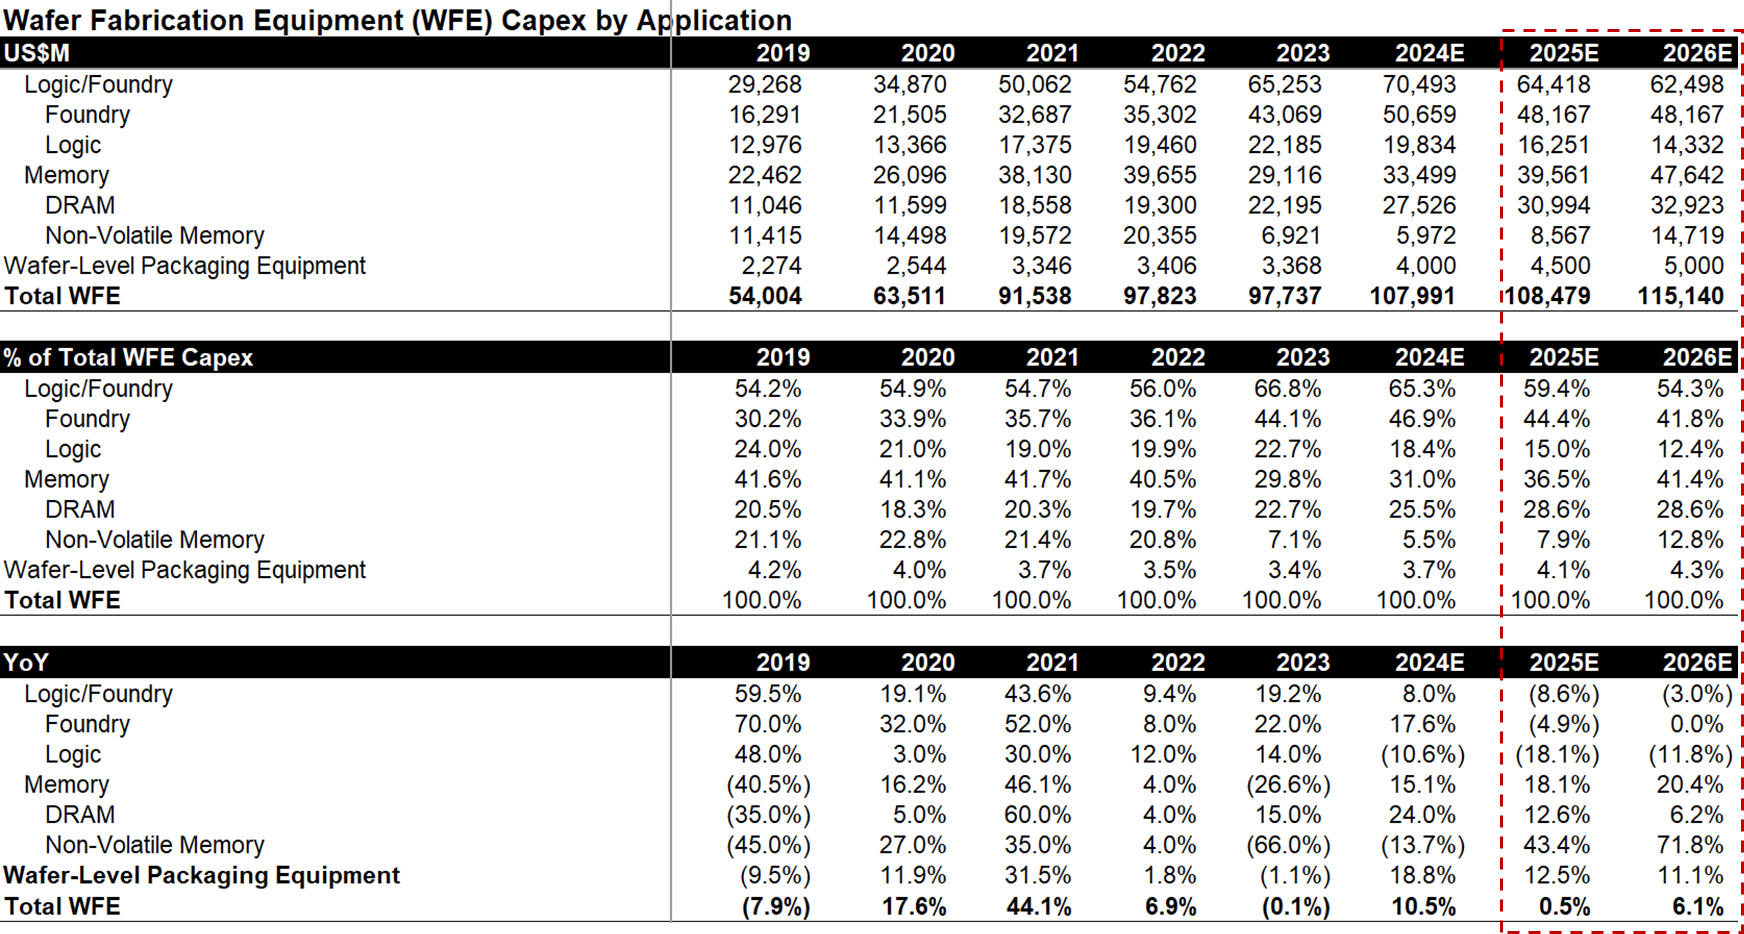 Wafer Fabrication Equipment (WFE) Capex by Application
US$M 2019 2020 2021 2022 2023 2024E 2025E 2026E
Logic/Foundry 29,268 34,870 50,062 54,762 65,253 70,493 64,418 62,498
Foundry 16,291 21,505 32,687 35,302 43,069 50,659 48,167 48,167
Logic 12,976 13,366 17,375 19,460 22,185 19,834 16,251 14,332
Memory 22,462 26,096 38,130 39,655 29,116 33,499 39,561 47,642
DRAM 11,046 11,599 18,558 19,300 22,195 27,526 30,994 32,923
Non-Volatile Memory 11,415 14,498 19,572 20,355 6,921 5,972 8,567 14,719
Wafer-Level Packaging Equipment 2,274 2,544 3,346 3,406 3,368 4,000 4,500 5,000
Total WFE 54,004 63,511 91,538 97,823 97,737 107,991 108,479 115,140
% of Total WFE Capex 2019 2020 2021 2022 2023 2024E 2025E 2026E
Logic/Foundry 54.2% 54.9% 54.7% 56.0% 66.8% 65.3% 59.4% 54.3%
Foundry 30.2% 33.9% 35.7% 36.1% 44.1% 46.9% 44.4% 41.8%
Logic 24.0% 21.0% 19.0% 19.9% 22.7% 18.4% 15.0% 12.4%
Memory 41.6% 41.1% 41.7% 40.5% 29.8% 31.0% 36.5% 41.4%
DRAM 20.5% 18.3% 20.3% 19.7% 22.7% 25.5% 28.6% 28.6%
Non-Volatile Memory 21.1% 22.8% 21.4% 20.8% 7.1% 5.5% 7.9% 12.8%
Wafer-Level Packaging Equipment 4.2% 4.0% 3.7% 3.5% 3.4% 3.7% 4.1% 4.3%
Total WFE 100.0% 100.0% 100.0% 100.0% 100.0% 100.0% 100.0% 100.0%
YoY 2019 2020 2021 2022 2023 2024E 2025E 2026E
Logic/Foundry 59.5% 19.1% 43.6% 9.4% 19.2% 8.0% (8.6%) (3.0%)
Foundry 70.0% 32.0% 52.0% 8.0% 22.0% 17.6% (4.9%) 0.0%
Logic 48.0% 3.0% 30.0% 12.0% 14.0% (10.6%) (18.1%) (11.8%)
Memory (40.5%) 16.2% 46.1% 4.0% (26.6%) 15.1% 18.1% 20.4%
DRAM (35.0%) 5.0% 60.0% 4.0% 15.0% 24.0% 12.6% 6.2%
Non-Volatile Memory (45.0%) 27.0% 35.0% 4.0% (66.0%) (13.7%) 43.4% 71.8%
Wafer-Level Packaging Equipment (9.5%) 11.9% 31.5% 1.8% (1.1%) 18.8% 12.5% 11.1%
Total WFE (7.9%) 17.6% 44.1% 6.9% (0.1%) 10.5% 0.5% 6.1%